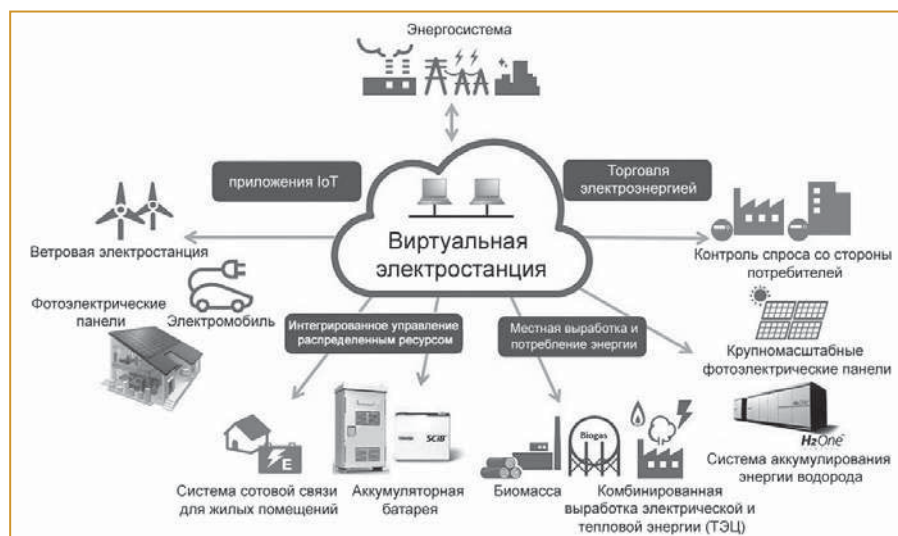 Энергосистема
приложения IoT
Торговля
электроэнергией
Виртуальная
электростанция
Ветровая электростанция
Контроль спроса со стороны
потребителей
Фотоэлектрические
панели
Электромобиль
Интегрированное управление
распределенным ресурсом
Местная выработка и
потребление энергии
Крупномасштабные
фотоэлектрические панели
E
SCiB
Biogas
H2One
Система аккумулирования
энергии водорода
Система сотовой связи
для жилых помещений
Аккумуляторная
батарея
Биомасса
Комбинированная
выработка электрической и
тепловой энергии (ТЭЦ)